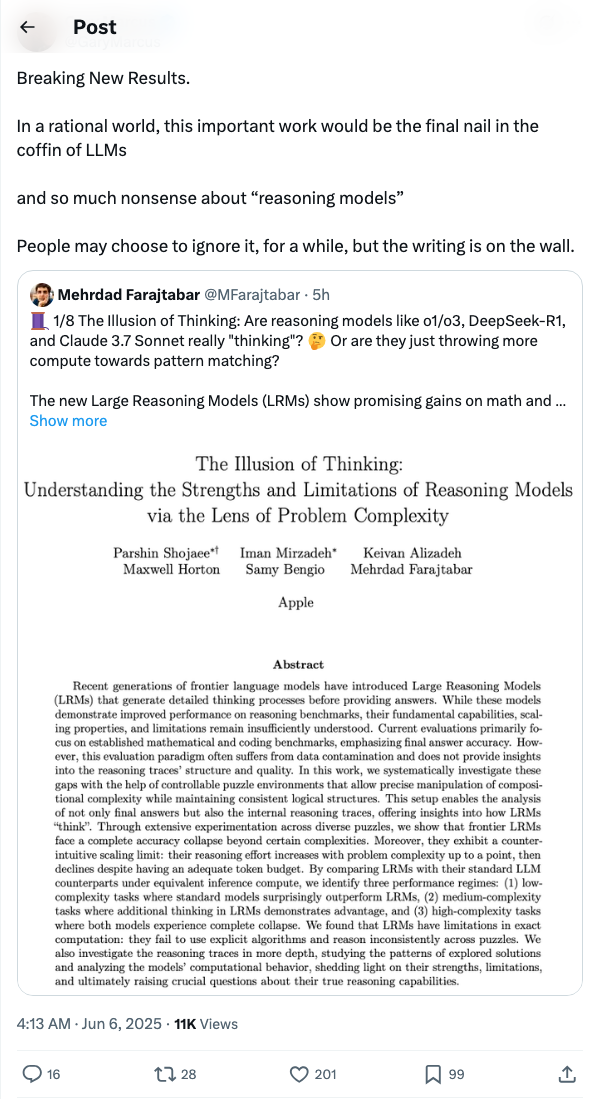 Post
Breaking New Results.
In a rational world, this important work would be the final nail in the
coffin of LLMs
and so much nonsense about “reasoning models”
People may choose to ignore it, for a while, but the writing is on the wall.
Mehrdad Farajtabar @MFarajtabar · 5h
🧵 1/8 The Illusion of Thinking: Are reasoning models like o1/o3, DeepSeek-R1,
and Claude 3.7 Sonnet really "thinking"? 🤔 Or are they just throwing more
compute towards pattern matching?
The new Large Reasoning Models (LRMs) show promising gains on math and ...
Show more
The Illusion of Thinking:
Understanding the Strengths and Limitations of Reasoning Models
via the Lens of Problem Complexity
Parshin Shojaee*† Iman Mirzadeh* Keivan Alizadeh
Maxwell Horton Samy Bengio Mehrdad Farajtabar
Apple
Abstract
Recent generations of frontier language models have introduced Large Reasoning Models
(LRMs) that generate detailed thinking processes before providing answers. While these models
demonstrate improved performance on reasoning benchmarks, their fundamental capabilities, scal-
ing properties, and limitations remain insufficiently understood. Current evaluations primarily fo-
cus on established mathematical and coding benchmarks, emphasizing final answer accuracy. How-
ever, this evaluation paradigm often suffers from data contamination and does not provide insights
into the reasoning traces' structure and quality. In this work, we systematically investigate these
gaps with the help of controllable puzzle environments that allow precise manipulation of composi-
tional complexity while maintaining consistent logical structures. This setup enables the analysis
of not only final answers but also the internal reasoning traces, offering insights into how LRMs
“think”. Through extensive experimentation across diverse puzzles, we show that frontier LRMs
face a complete accuracy collapse beyond certain complexities. Moreover, they exhibit a counter-
intuitive scaling limit: their reasoning effort increases with problem complexity up to a point, then
declines despite having an adequate token budget. By comparing LRMs with their standard LLM
counterparts under equivalent inference compute, we identify three performance regimes: (1) low-
complexity tasks where standard models surprisingly outperform LRMs, (2) medium-complexity
tasks where additional thinking in LRMs demonstrates advantage, and (3) high-complexity tasks
where both models experience complete collapse. We found that LRMs have limitations in exact
computation: they fail to use explicit algorithms and reason inconsistently across puzzles. We
also investigate the reasoning traces in more depth, studying the patterns of explored solutions
and analyzing the models' computational behavior, shedding light on their strengths, limitations,
and ultimately raising crucial questions about their true reasoning capabilities.
4:13 AM · Jun 6, 2025 · 11K Views
16 28 201 99